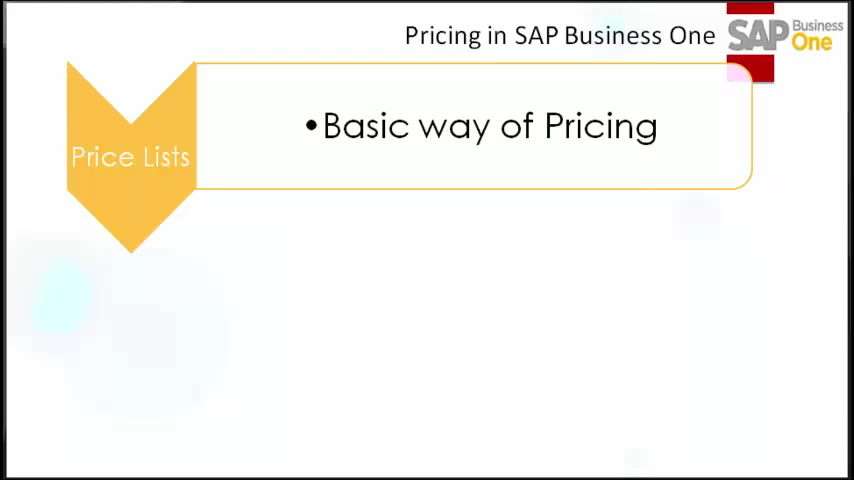 Pricing in SAP Business One
SAP Business One
Price Lists
•Basic way of Pricing